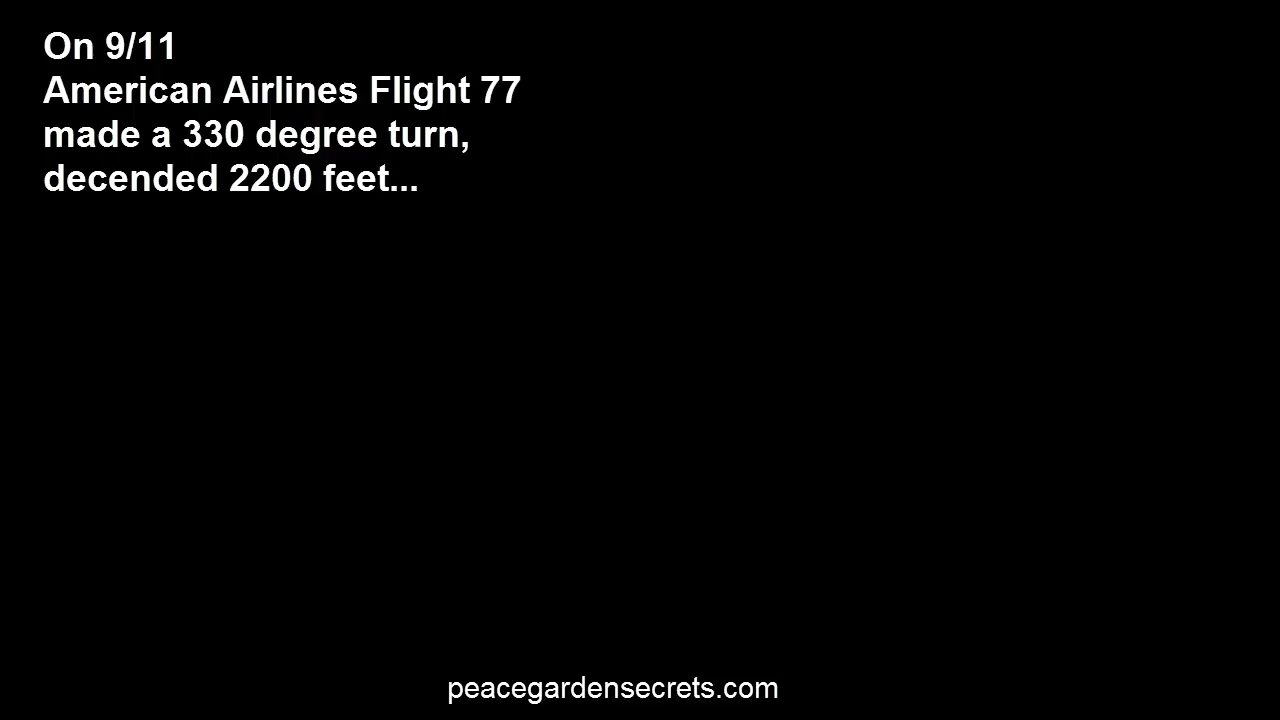 On 9/11
American Airlines Flight 77
made a 330 degree turn,
decended 2200 feet...
peacegardensecrets.com